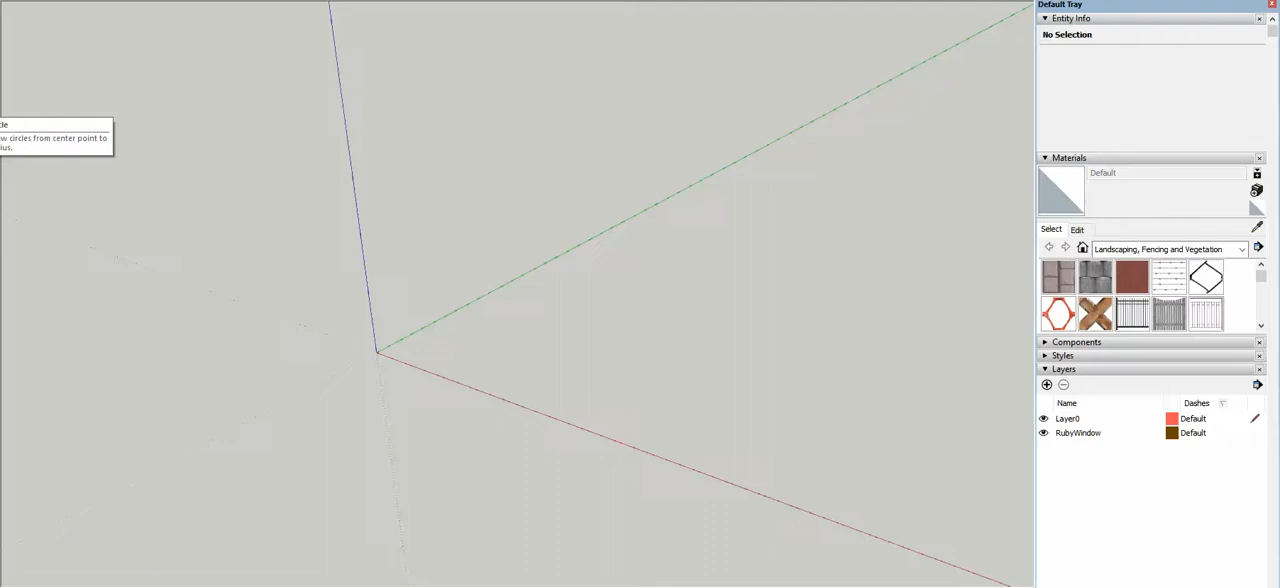 Default Tray
Entity Info
No Selection
cle
w circles from center point to
ius.
Materials
Default
Select Edit
Landscaping, Fencing and Vegetation
Components
Styles
Layers
Name Dashes
Layer0 Default
RubyWindow Default